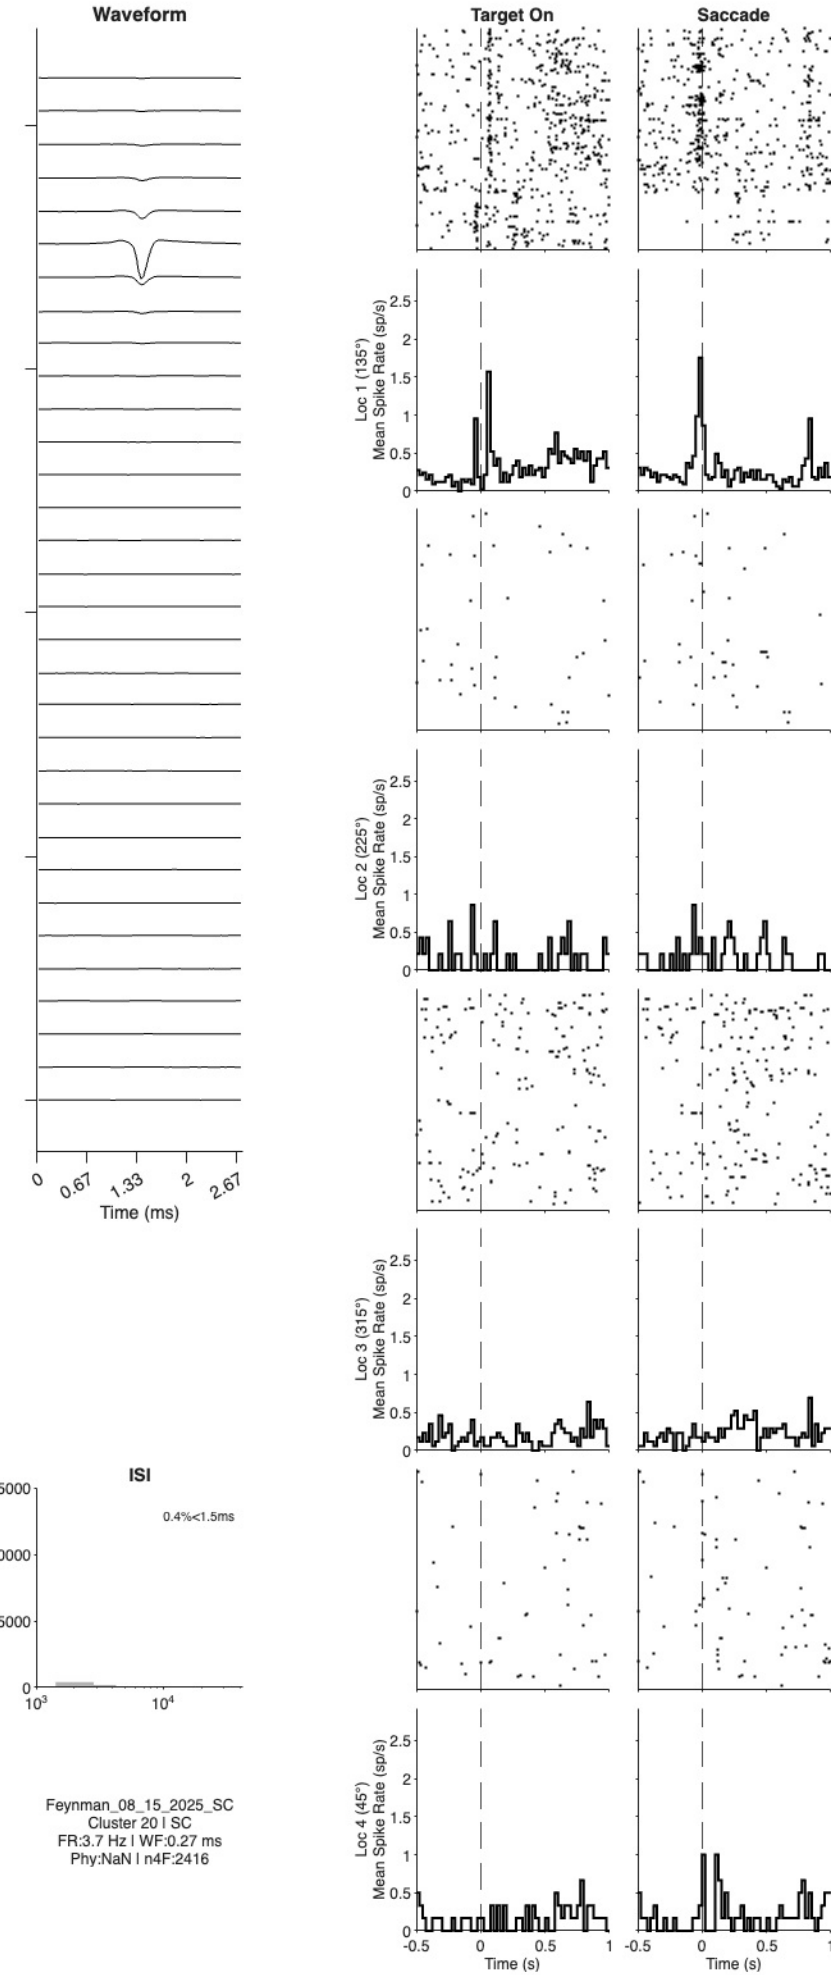 Waveform
0
0.67
1.33
2
2.67
Time (ms)
ISI
5000
0000
5000
0
10³
10⁴
0.4%<1.5ms
Feynman_08_15_2025_SC
Cluster 20 | SC
FR:3.7 Hz | WF:0.27 ms
Phy:NaN | n4F:2416
Target On
Saccade
Loc 1 (135°)
Mean Spike Rate (sp/s)
2.5
2
1.5
1
0.5
0
Loc 2 (225°)
Mean Spike Rate (sp/s)
2.5
2
1.5
1
0.5
0
Loc 3 (315°)
Mean Spike Rate (sp/s)
2.5
2
1.5
1
0.5
0
Loc 4 (45°)
Mean Spike Rate (sp/s)
2.5
2
1.5
1
0.5
0
-0.5
0
0.5
1
Time (s)
-0.5
0
0.5
1
Time (s)